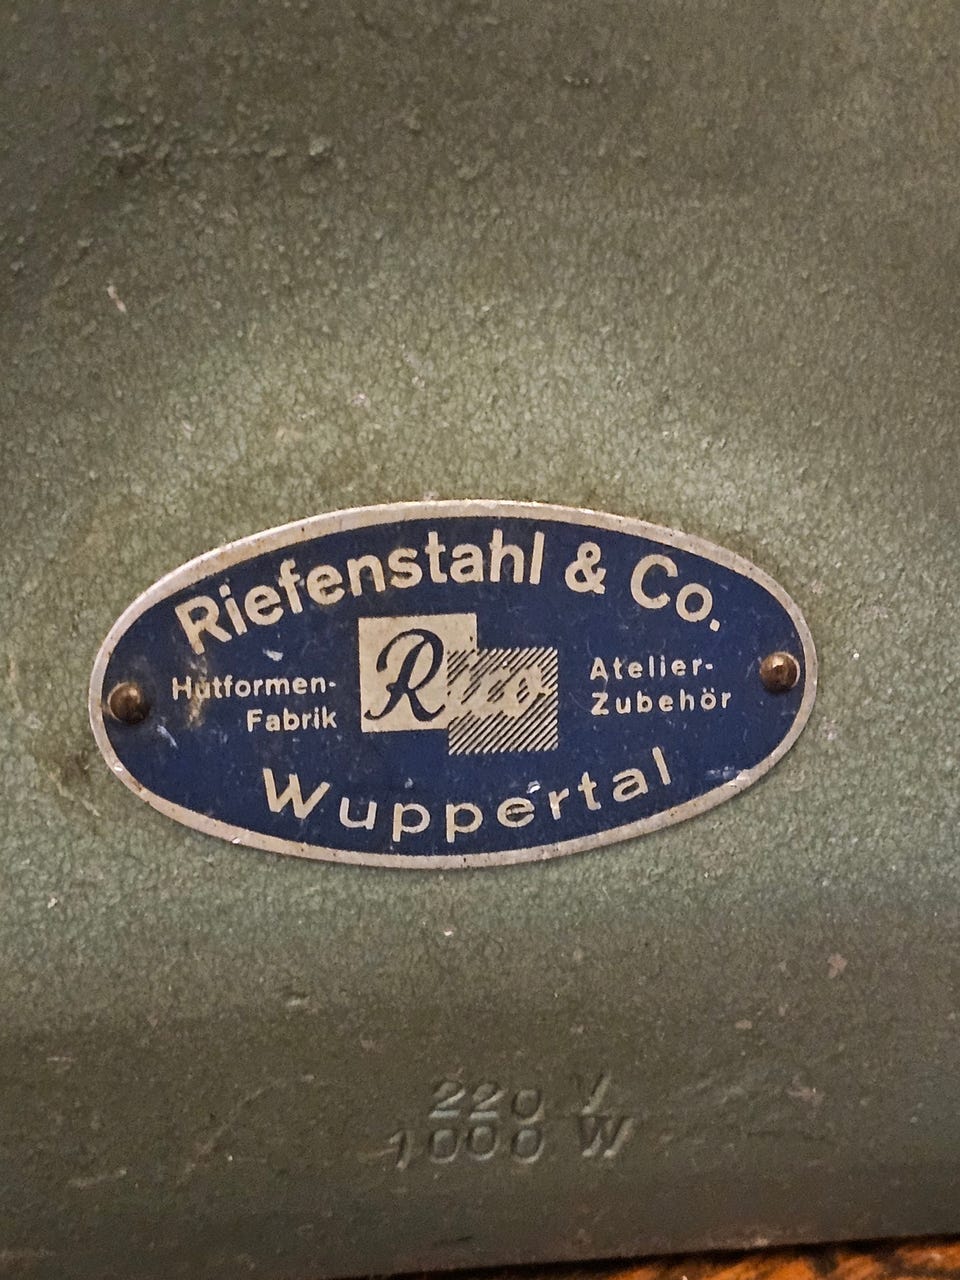 Riefenstahl & Co.
Hutformen-
Fabrik
Rico
Atelier-
Zubehör
Wuppertal
220 V
1000 W